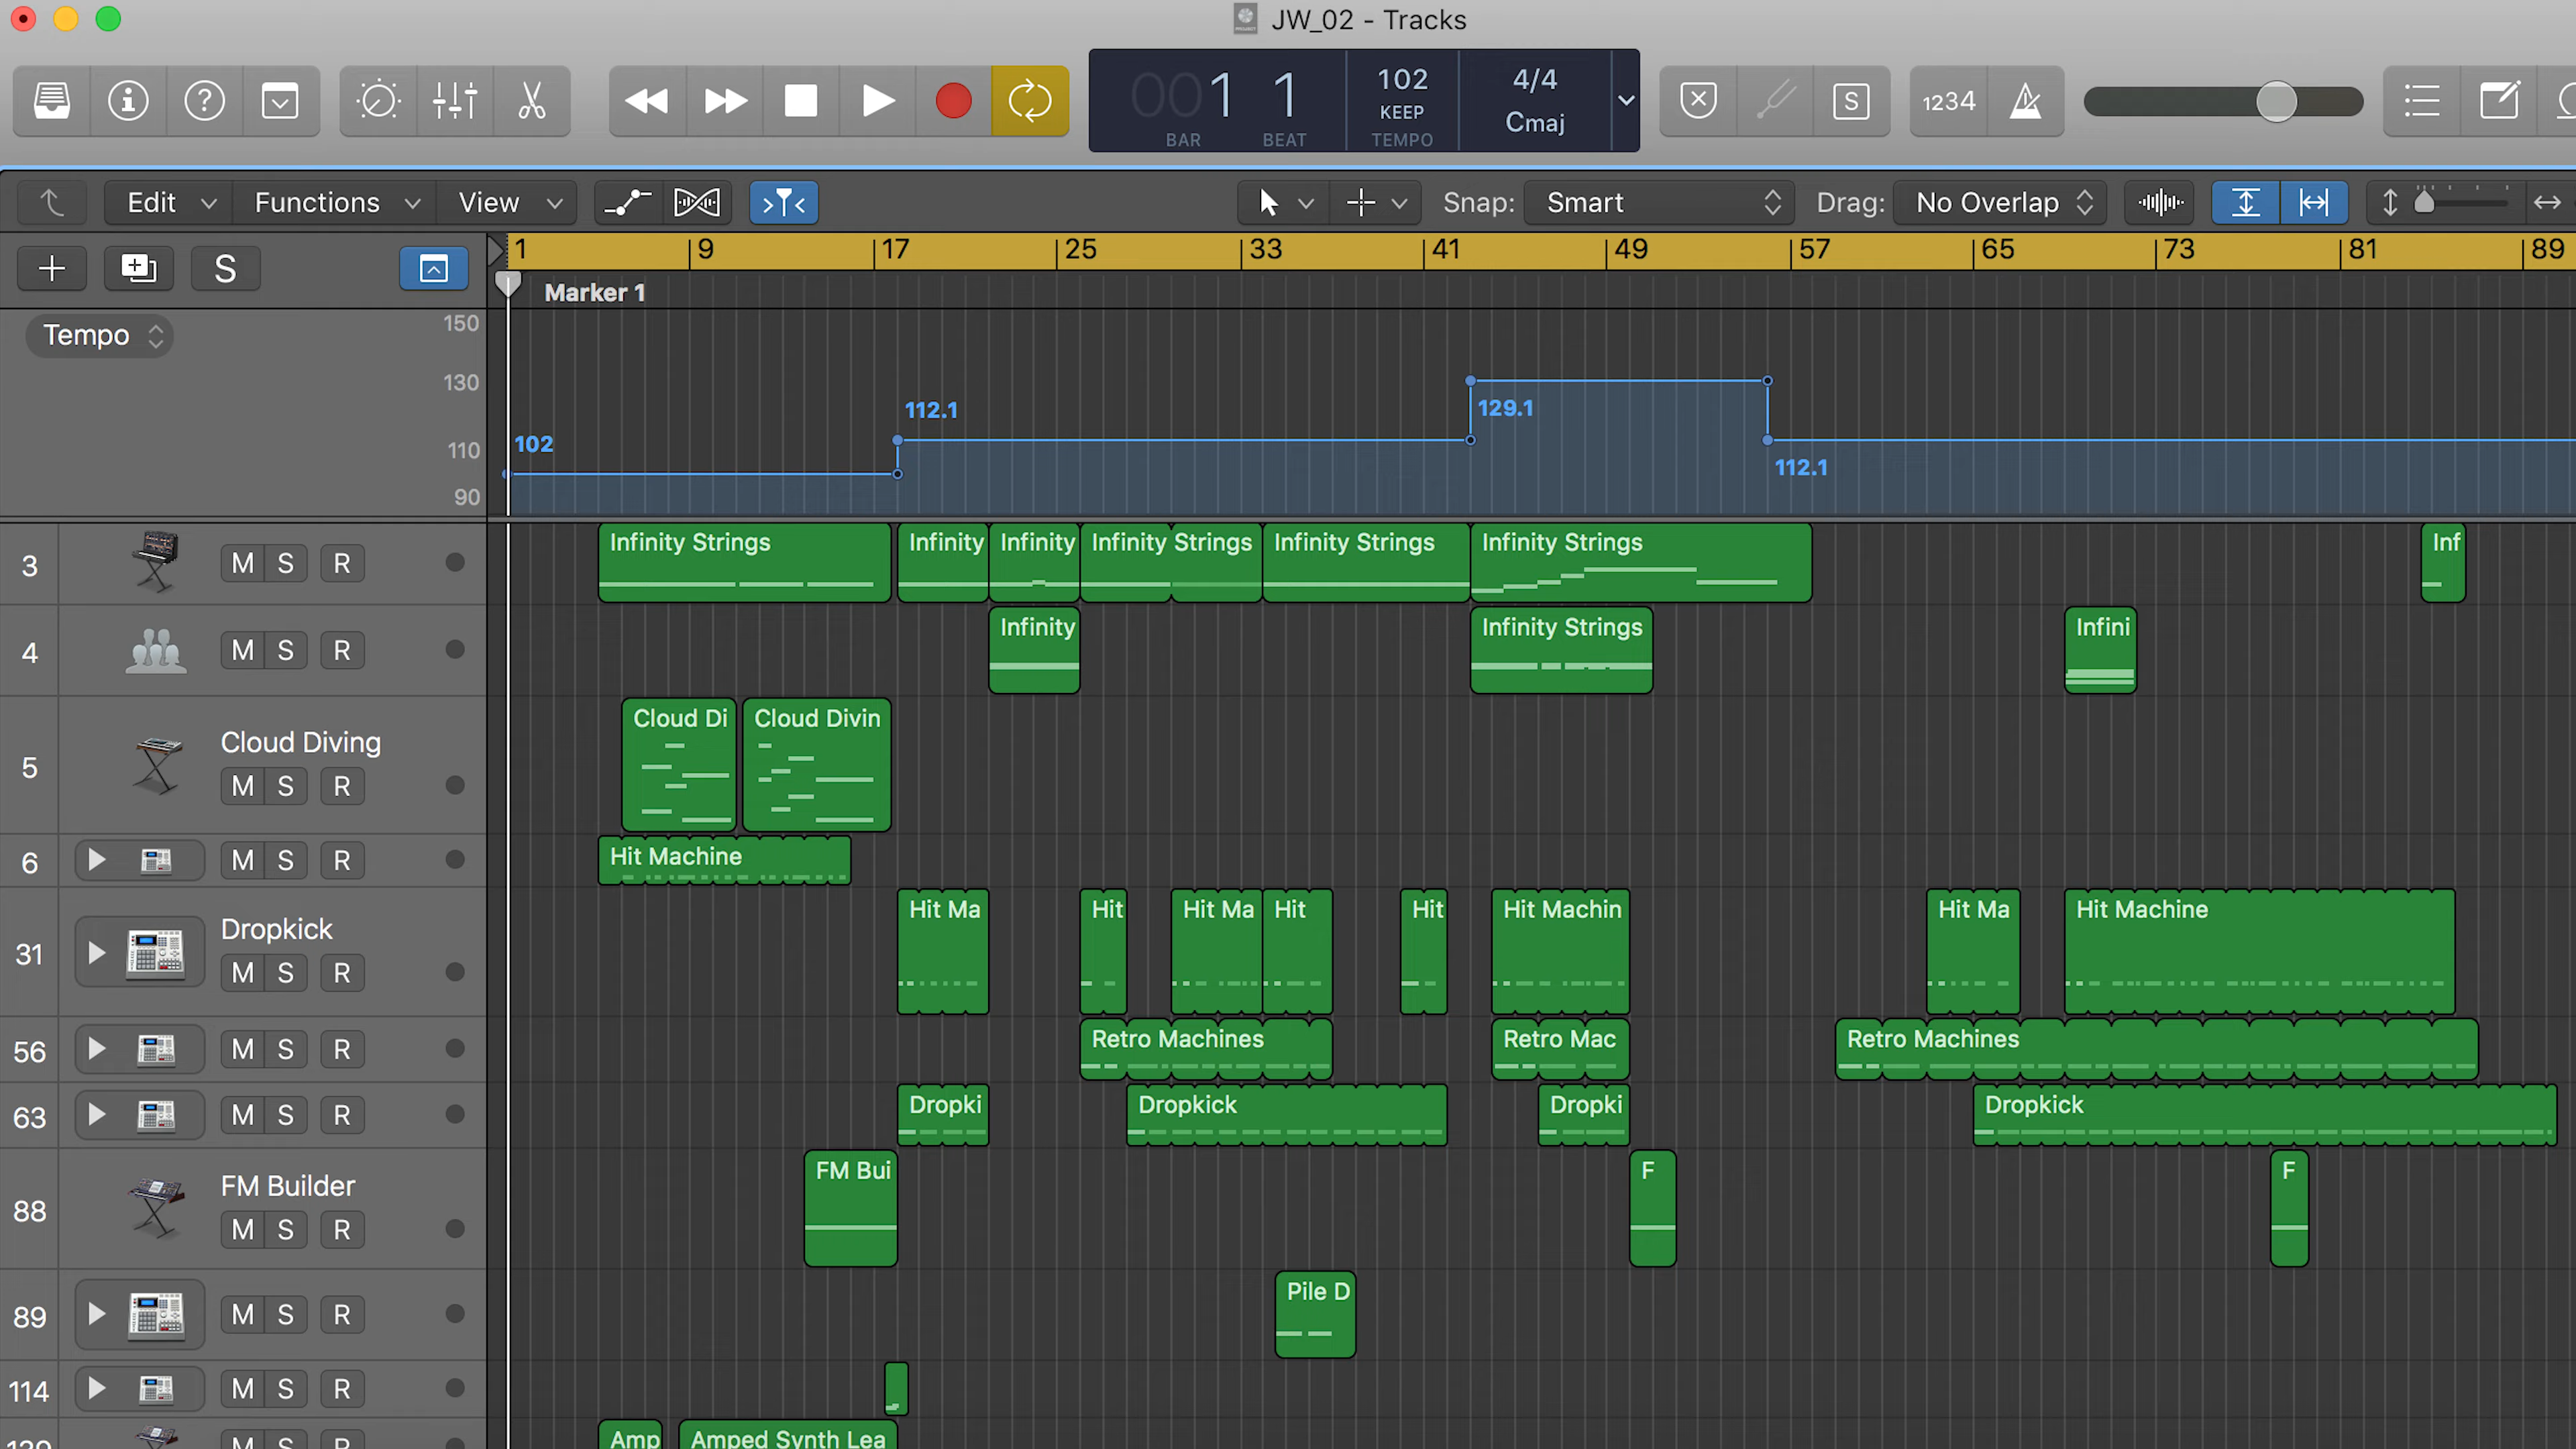 JW_02 - Tracks
001 1 102 4/4
KEEP Cmaj
BAR BEAT TEMPO
S 1234
Edit Functions View Snap: Smart Drag: No Overlap
S 1 9 17 25 33 41 49 57 65 73 81 89
Marker 1
Tempo 150
130
129.1
112.1
102
110
112.1
90
3 M S R Infinity Strings Infinity Infinity Infinity Strings Infinity Strings Infinity Strings Inf
4 M S R Infinity Infinity Strings Infini
Cloud Di Cloud Divin
5 Cloud Diving
M S R
6 M S R Hit Machine
Hit Ma Hit Hit Ma Hit Hit Hit Machin Hit Ma Hit Machine
31 Dropkick
M S R
56 M S R Retro Machines Retro Mac Retro Machines
63 M S R Dropki Dropkick Dropki Dropkick
FM Bui F F
88 FM Builder
M S R
Pile D
89 M S R
114 M S R
Amp Amped Synth Lea